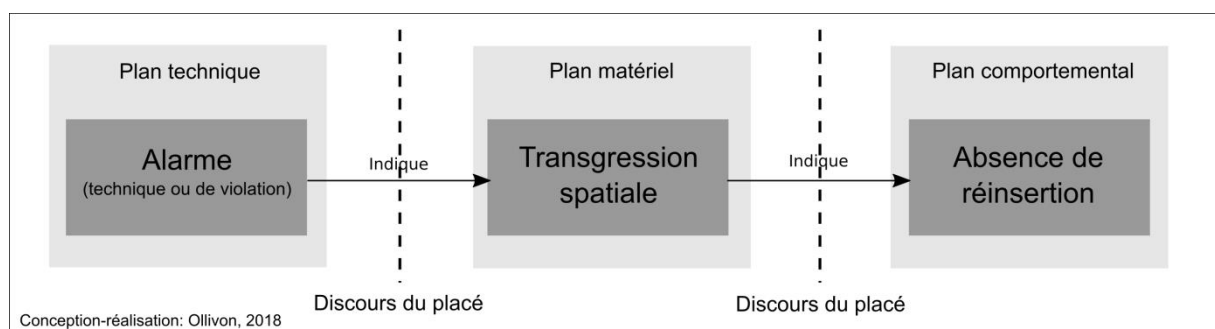 Plan technique
Alarme
(technique ou de violation)
Indique
Discours du placé
Plan matériel
Transgression
spatiale
Indique
Discours du placé
Plan comportemental
Absence de
réinsertion
Conception-réalisation: Ollivon, 2018